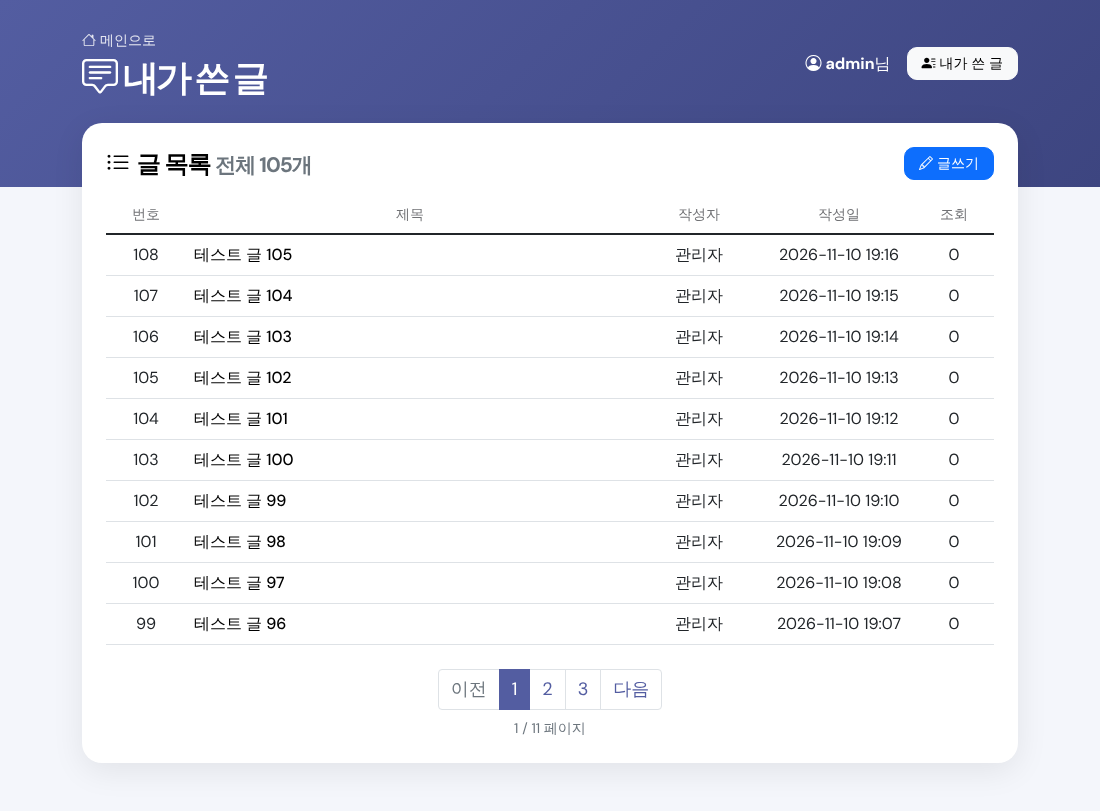 메인으로
내가 쓴 글
admin님
내가 쓴 글
글 목록 전체 105개
글쓰기
번호 제목 작성자 작성일 조회
108 테스트 글 105 관리자 2026-11-10 19:16 0
107 테스트 글 104 관리자 2026-11-10 19:15 0
106 테스트 글 103 관리자 2026-11-10 19:14 0
105 테스트 글 102 관리자 2026-11-10 19:13 0
104 테스트 글 101 관리자 2026-11-10 19:12 0
103 테스트 글 100 관리자 2026-11-10 19:11 0
102 테스트 글 99 관리자 2026-11-10 19:10 0
101 테스트 글 98 관리자 2026-11-10 19:09 0
100 테스트 글 97 관리자 2026-11-10 19:08 0
99 테스트 글 96 관리자 2026-11-10 19:07 0
이전 1 2 3 다음
1 / 11 페이지